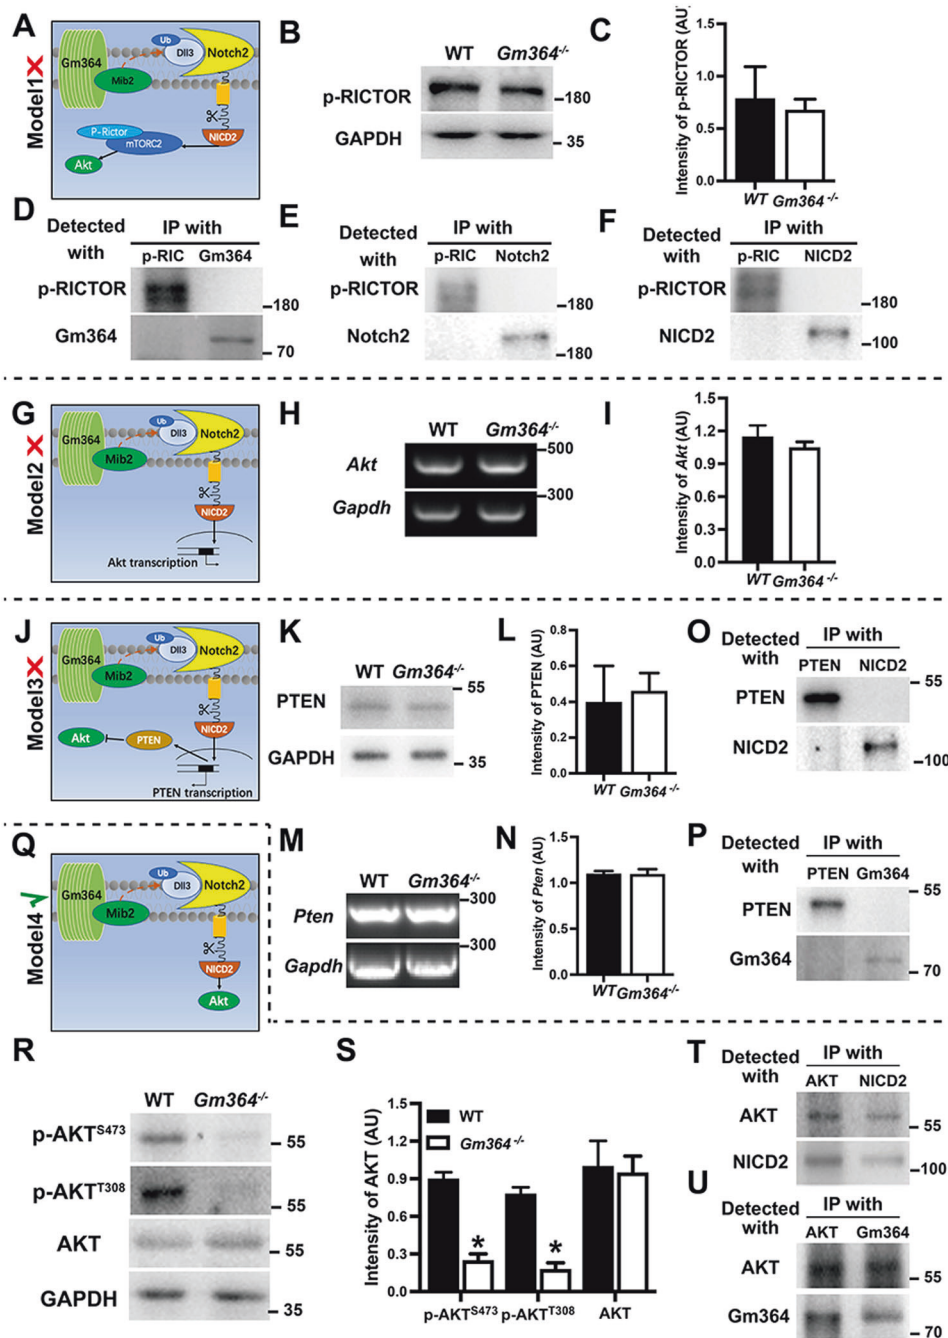 A
Model1
Gm364
Mib2
Ub
Dll3
Notch2
NICD2
P-Rictor
mTORC2
Akt
B
WT Gm364-/-
p-RICTOR
-180
GAPDH
- 35
C
Intensity of p-RICTOR (AU)
1.5
1.0
0.5
0.0
WT Gm364 -/-
D
Detected with
IP with
p-RIC Gm364
p-RICTOR
-180
Gm364
- 70
E
Detected with
IP with
p-RIC Notch2
p-RICTOR
-180
Notch2
-180
F
Detected with
IP with
p-RIC NICD2
p-RICTOR
-180
NICD2
-100
G
Model2
Gm364
Mib2
Ub
Dll3
Notch2
NICD2
Akt transcription
H
WT Gm364-/-
-500
Akt
-300
Gapdh
I
Intensity of Akt (AU)
1.5
1.2
0.9
0.6
0.3
0.0
WT Gm364 -/-
J
Model3
Gm364
Mib2
Ub
Dll3
Notch2
NICD2
Akt
PTEN
PTEN transcription
K
WT Gm364-/-
- 55
PTEN
GAPDH
- 35
L
Intensity of PTEN (AU)
0.8
0.6
0.4
0.2
0.0
WT Gm364-/-
O
Detected with
IP with
PTEN NICD2
- 55
PTEN
NICD2
-100
Q
Model4
Gm364
Mib2
Ub
Dll3
Notch2
NICD2
Akt
M
WT Gm364-/-
-300
Pten
-300
Gapdh
N
Intensity of Pten (AU)
1.5
1.0
0.5
0.0
WT Gm364-/-
P
Detected with
IP with
PTEN Gm364
-55
PTEN
Gm364
- 70
R
WT Gm364-/-
p-AKTS473
- 55
p-AKTT308
- 55
AKT
- 55
GAPDH
- 35
S
Intensity of AKT (AU)
1.5
1.2
0.9
0.6
0.3
0.0
WT
Gm364 -/-
*
*
p-AKTS473 p-AKTT308 AKT
T
Detected with
IP with
AKT NICD2
AKT
- 55
NICD2
-100
U
Detected with
IP with
AKT Gm364
AKT
- 55
Gm364
- 70